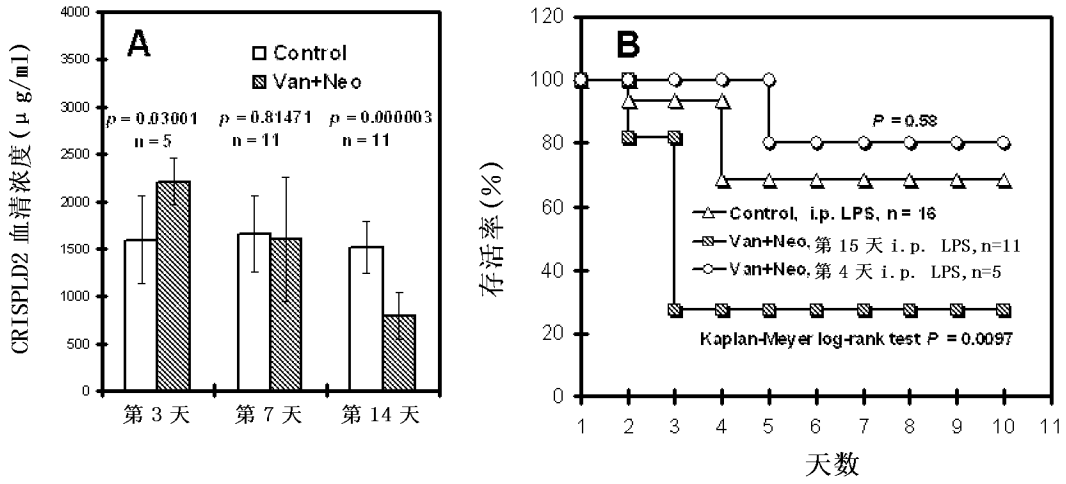 CRISPLD2 血清浓度(μg/ml)
4000
3500
3000
2500
2000
1500
1000
500
0
A
Control
Van+Neo
p = 0.03001
n = 5
p = 0.81471
n = 11
p = 0.000003
n = 11
第 3 天
第 7 天
第 14 天
存活率(%)
120
100
80
60
40
20
0
B
P = 0.58
Control, i.p. LPS, n = 16
Van+Neo, 第 15 天 i.p. LPS, n=11
Van+Neo, 第 4 天 i.p. LPS, n=5
Kaplan-Meyer log-rank test P = 0.0097
1 2 3 4 5 6 7 8 9 10 11
天数